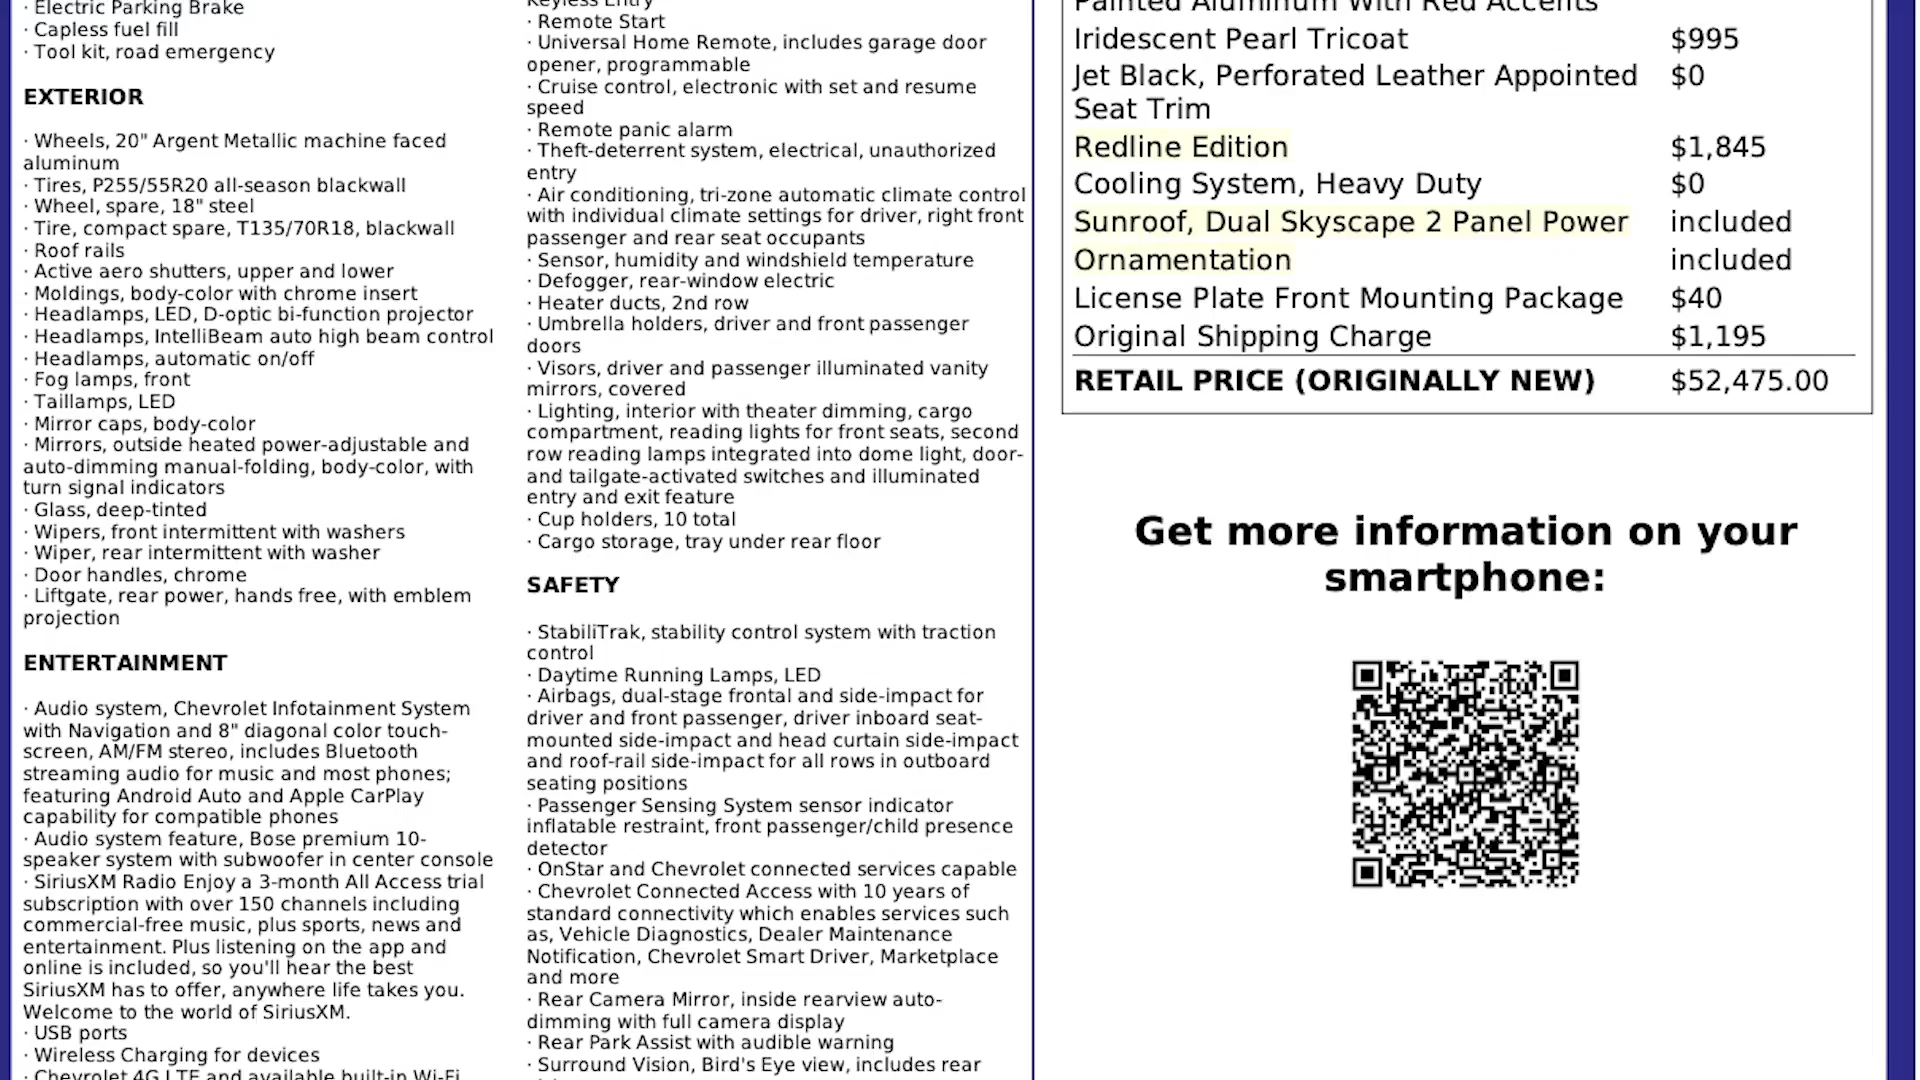 · Electric Parking Brake
· Capless fuel fill
· Tool kit, road emergency
EXTERIOR
· Wheels, 20" Argent Metallic machine faced
aluminum
· Tires, P255/55R20 all-season blackwall
· Wheel, spare, 18" steel
· Tire, compact spare, T135/70R18, blackwall
· Roof rails
· Active aero shutters, upper and lower
· Moldings, body-color with chrome insert
· Headlamps, LED, D-optic bi-function projector
· Headlamps, IntelliBeam auto high beam control
· Headlamps, automatic on/off
· Fog lamps, front
· Taillamps, LED
· Mirror caps, body-color
· Mirrors, outside heated power-adjustable and
auto-dimming manual-folding, body-color, with
turn signal indicators
· Glass, deep-tinted
· Wipers, front intermittent with washers
· Wiper, rear intermittent with washer
· Door handles, chrome
· Liftgate, rear power, hands free, with emblem
projection
ENTERTAINMENT
· Audio system, Chevrolet Infotainment System
with Navigation and 8" diagonal color touch-
screen, AM/FM stereo, includes Bluetooth
streaming audio for music and most phones;
featuring Android Auto and Apple CarPlay
capability for compatible phones
· Audio system feature, Bose premium 10-
speaker system with subwoofer in center console
· SiriusXM Radio Enjoy a 3-month All Access trial
subscription with over 150 channels including
commercial-free music, plus sports, news and
entertainment. Plus listening on the app and
online is included, so you'll hear the best
SiriusXM has to offer, anywhere life takes you.
Welcome to the world of SiriusXM.
· USB ports
· Wireless Charging for devices
· Chevrolet 4G LTE and available built-in Wi-Fi
Keyless Entry
· Remote Start
· Universal Home Remote, includes garage door
opener, programmable
· Cruise control, electronic with set and resume
speed
· Remote panic alarm
· Theft-deterrent system, electrical, unauthorized
entry
· Air conditioning, tri-zone automatic climate control
with individual climate settings for driver, right front
passenger and rear seat occupants
· Sensor, humidity and windshield temperature
· Defogger, rear-window electric
· Heater ducts, 2nd row
· Umbrella holders, driver and front passenger
doors
· Visors, driver and passenger illuminated vanity
mirrors, covered
· Lighting, interior with theater dimming, cargo
compartment, reading lights for front seats, second
row reading lamps integrated into dome light, door-
and tailgate-activated switches and illuminated
entry and exit feature
· Cup holders, 10 total
· Cargo storage, tray under rear floor
SAFETY
· StabiliTrak, stability control system with traction
control
· Daytime Running Lamps, LED
· Airbags, dual-stage frontal and side-impact for
driver and front passenger, driver inboard seat-
mounted side-impact and head curtain side-impact
and roof-rail side-impact for all rows in outboard
seating positions
· Passenger Sensing System sensor indicator
inflatable restraint, front passenger/child presence
detector
· OnStar and Chevrolet connected services capable
· Chevrolet Connected Access with 10 years of
standard connectivity which enables services such
as, Vehicle Diagnostics, Dealer Maintenance
Notification, Chevrolet Smart Driver, Marketplace
and more
· Rear Camera Mirror, inside rearview auto-
dimming with full camera display
· Rear Park Assist with audible warning
· Surround Vision, Bird's Eye view, includes rear
Painted Aluminum With Red Accents
Iridescent Pearl Tricoat $995
Jet Black, Perforated Leather Appointed $0
Seat Trim
Redline Edition $1,845
Cooling System, Heavy Duty $0
Sunroof, Dual Skyscape 2 Panel Power included
Ornamentation included
License Plate Front Mounting Package $40
Original Shipping Charge $1,195
RETAIL PRICE (ORIGINALLY NEW) $52,475.00
Get more information on your
smartphone: